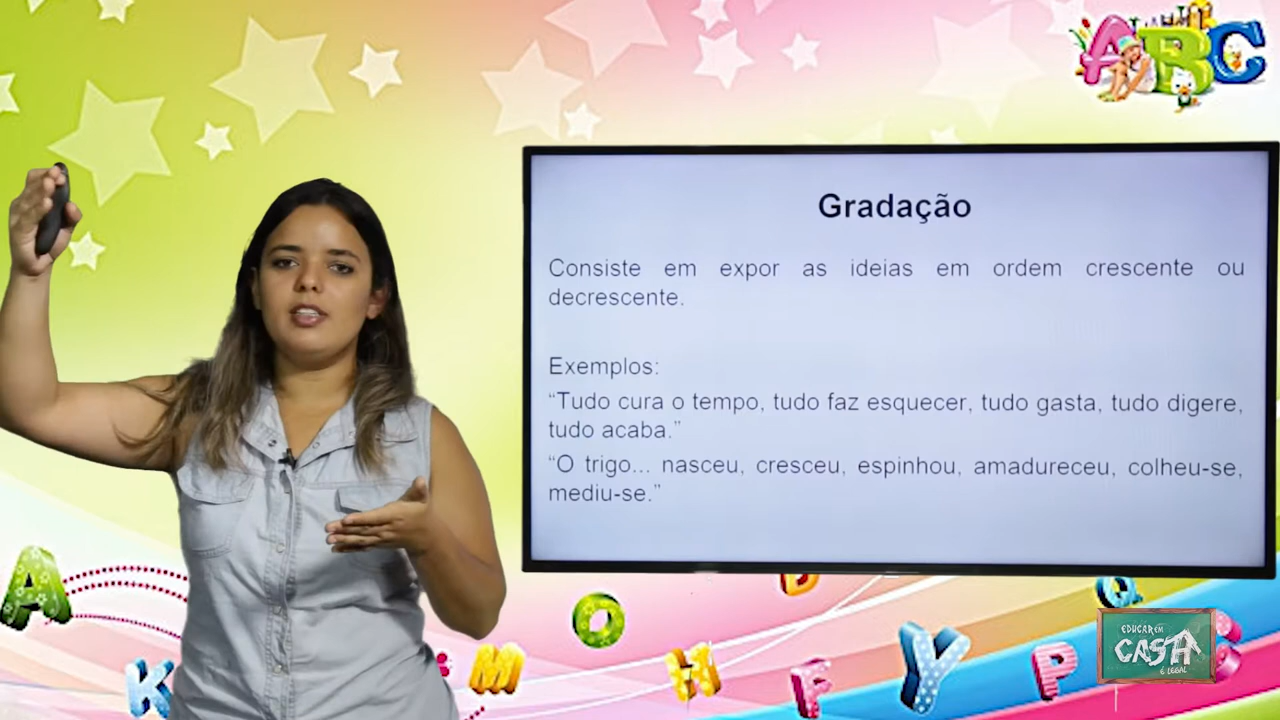 ABC
Gradação
Consiste em expor as ideias em ordem crescente ou
decrescente.
Exemplos:
“Tudo cura o tempo, tudo faz esquecer, tudo gasta, tudo digere,
tudo acaba.”
“O trigo... nasceu, cresceu, espinhou, amadureceu, colheu-se,
mediu-se.”
A
K
M
O
H
B
F
Y
P
Q
EDUCAR EM
CASA
É LEGAL